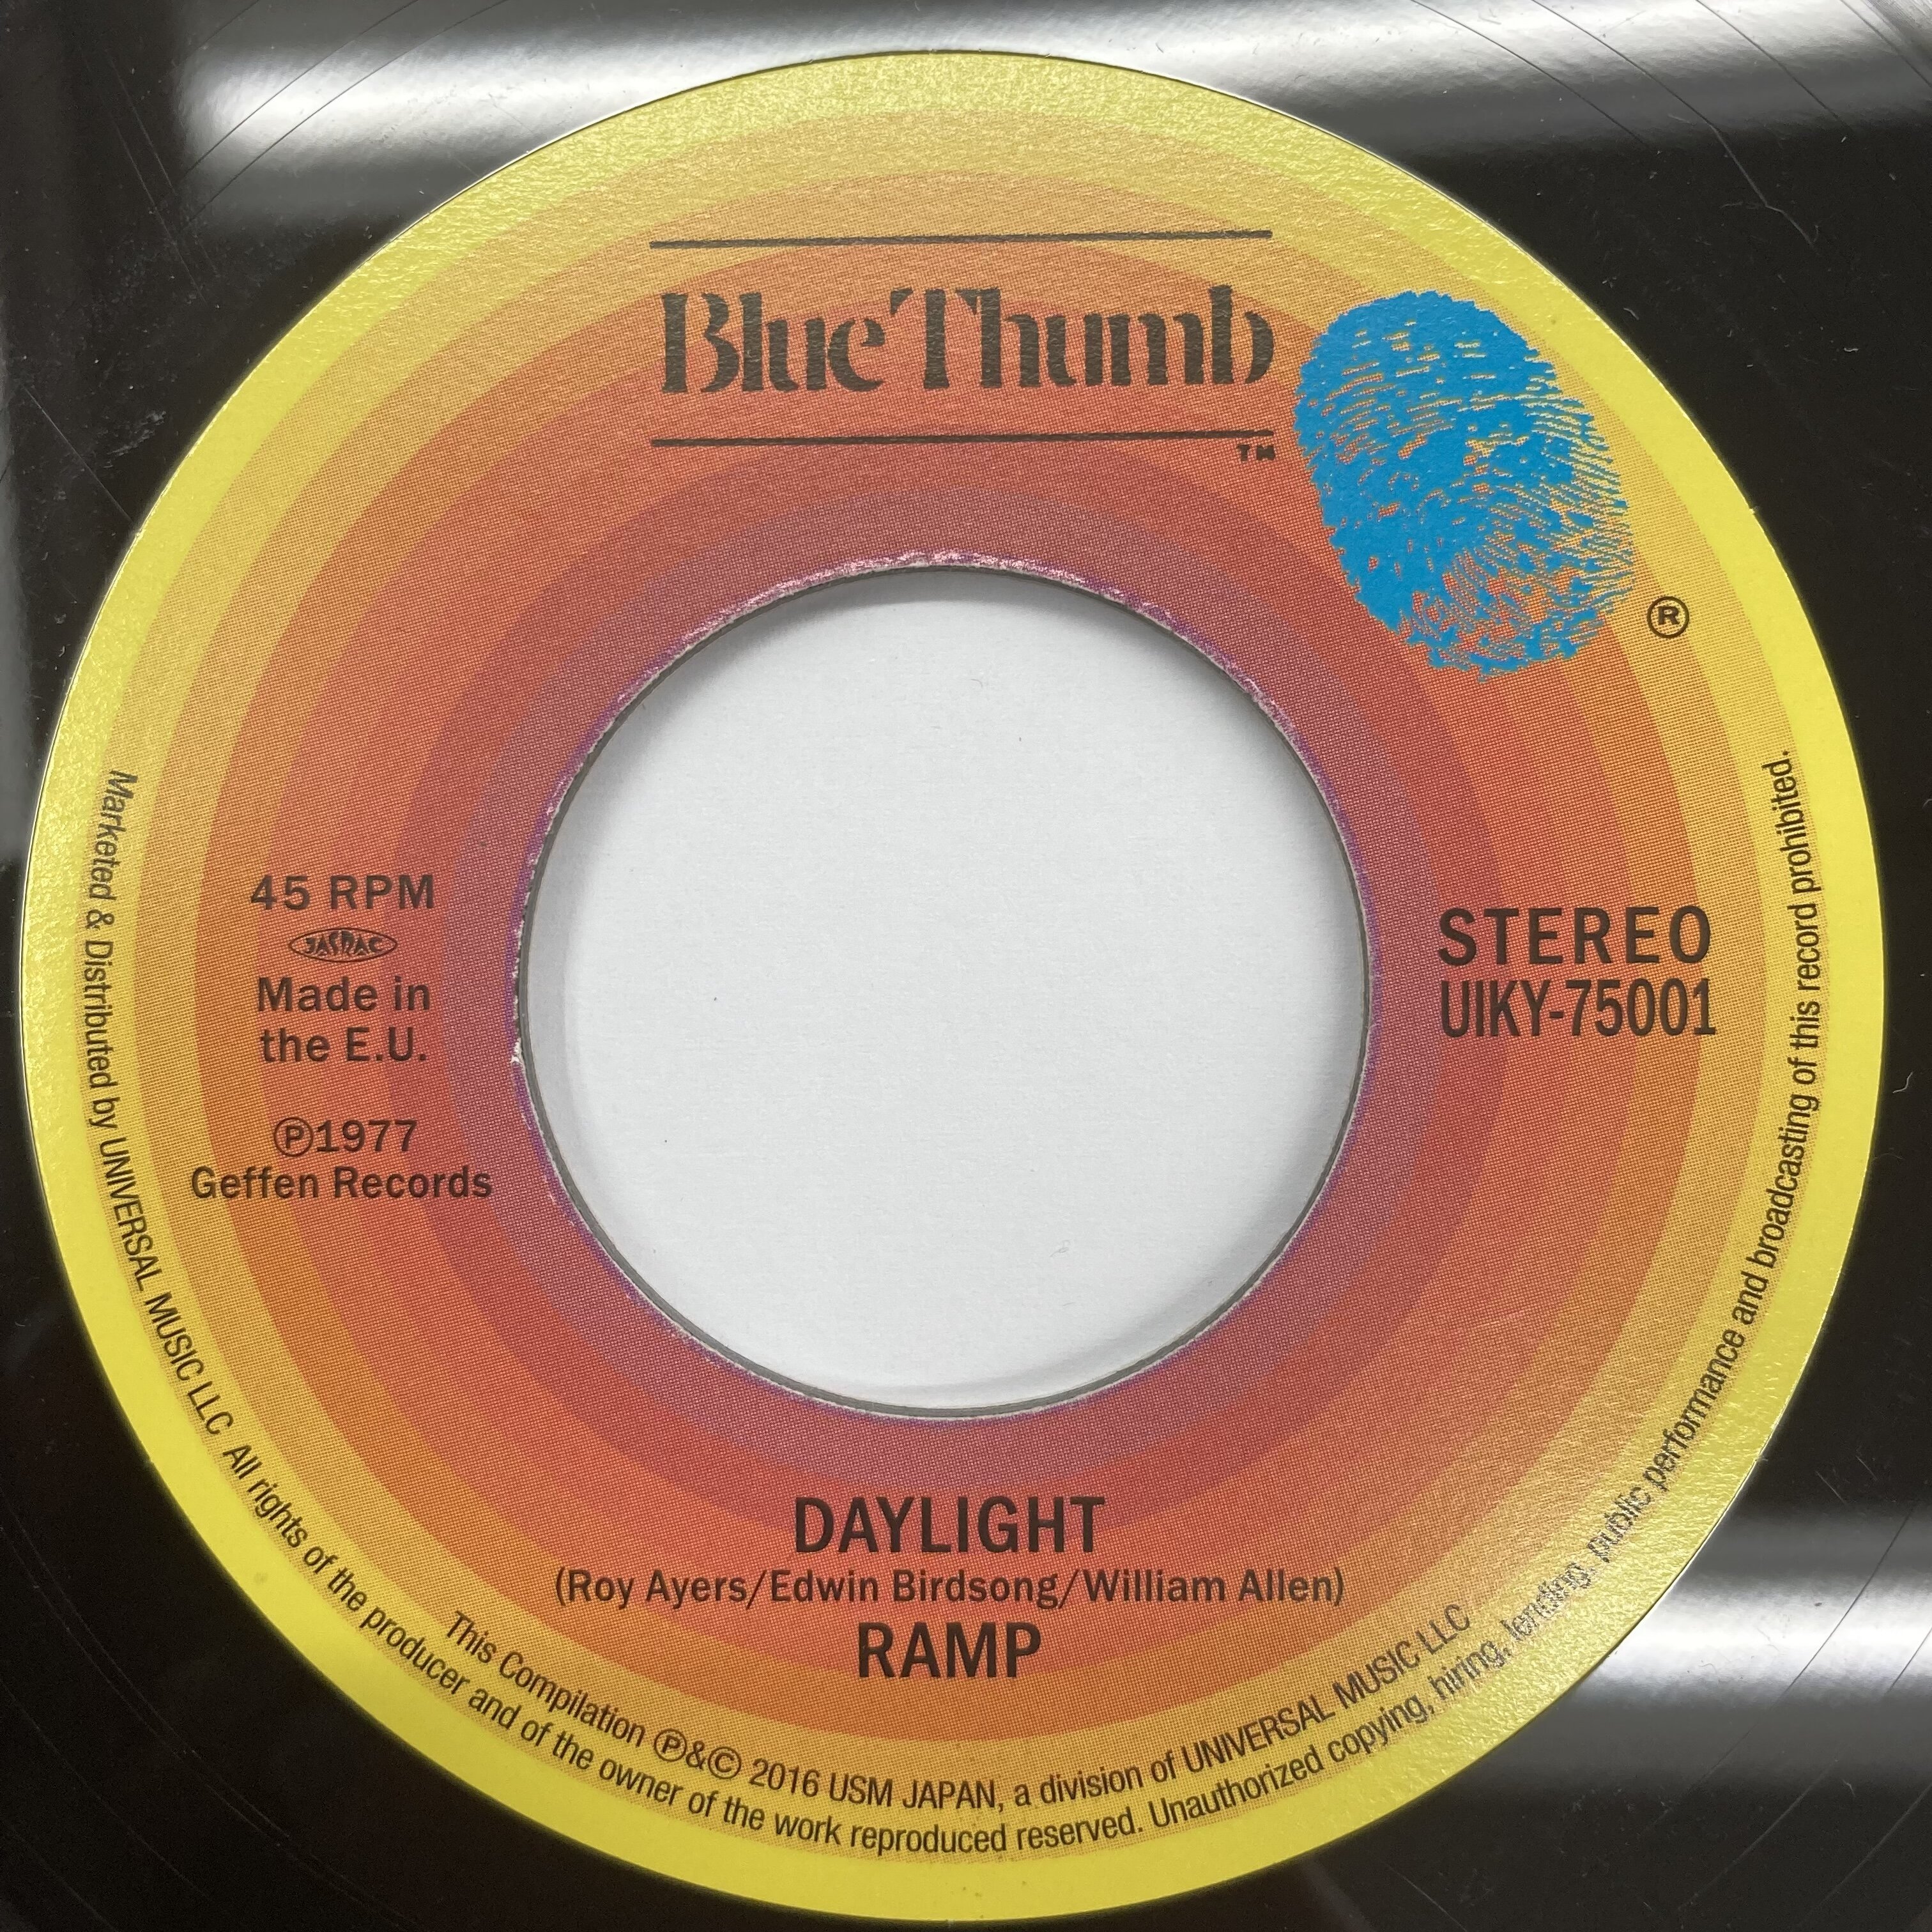 Blue Thumb
TM
®
45 RPM
JASRAC
Made in
the E.U.
℗1977
Geffen Records
STEREO
UIKY-75001
DAYLIGHT
(Roy Ayers/Edwin Birdsong/William Allen)
RAMP
This Compilation ℗&© 2016 USM JAPAN, a division of UNIVERSAL MUSIC LLC
Marketed & Distributed by UNIVERSAL MUSIC LLC All rights of the producer and of the owner of the work reproduced reserved. Unauthorized copying, hiring, lending, public performance and broadcasting of this record prohibited.